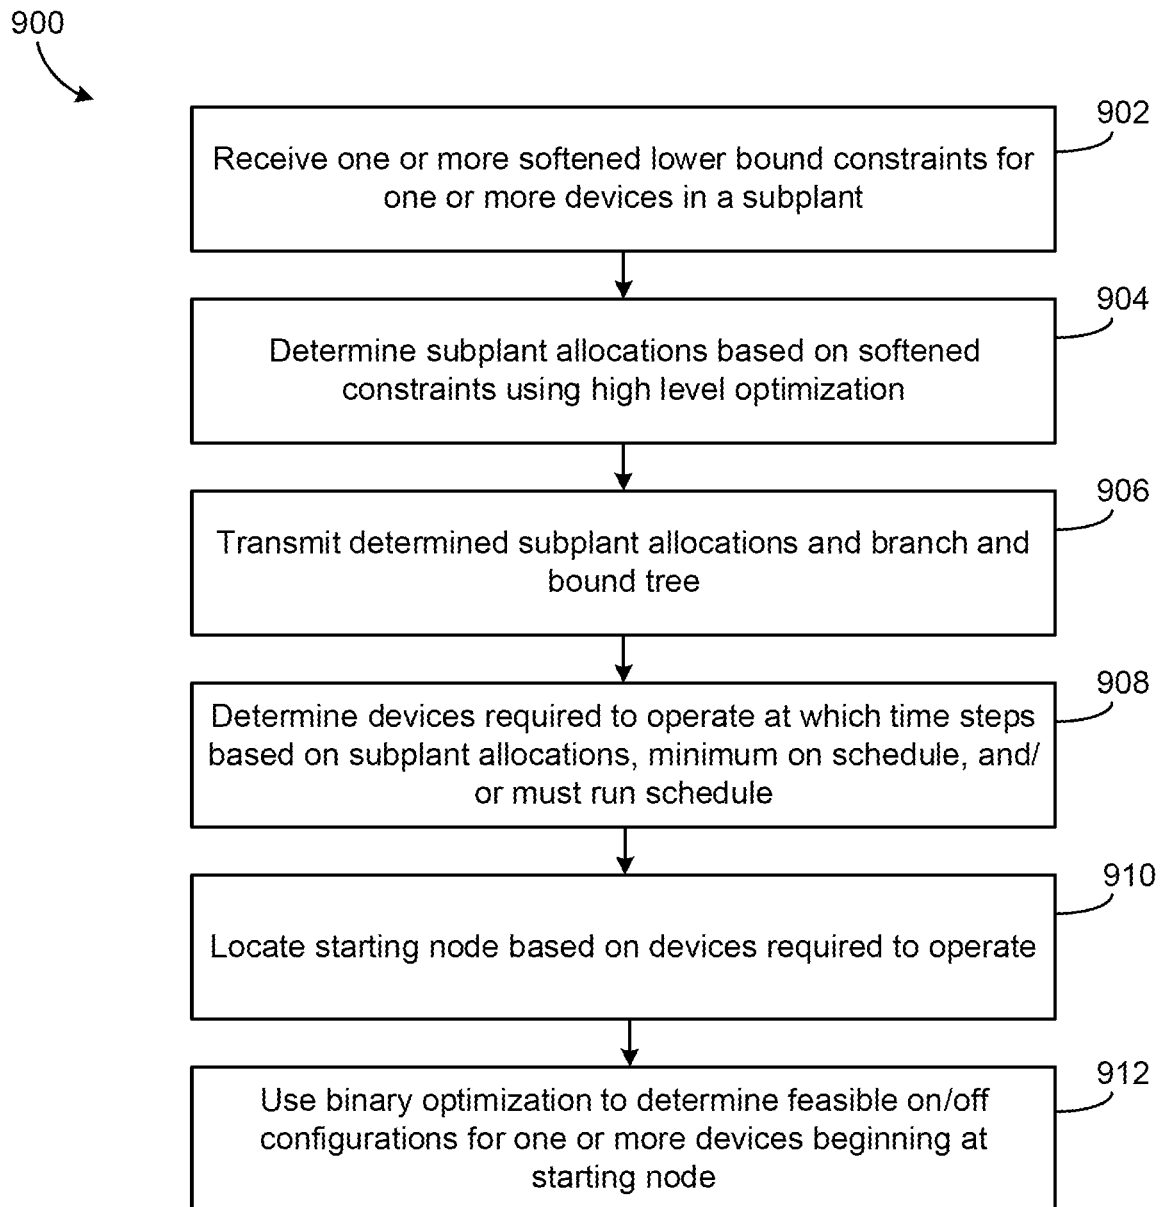 900
902
Receive one or more softened lower bound constraints for
one or more devices in a subplant
904
Determine subplant allocations based on softened
constraints using high level optimization
906
Transmit determined subplant allocations and branch and
bound tree
908
Determine devices required to operate at which time steps
based on subplant allocations, minimum on schedule, and/
or must run schedule
910
Locate starting node based on devices required to operate
912
Use binary optimization to determine feasible on/off
configurations for one or more devices beginning at
starting node